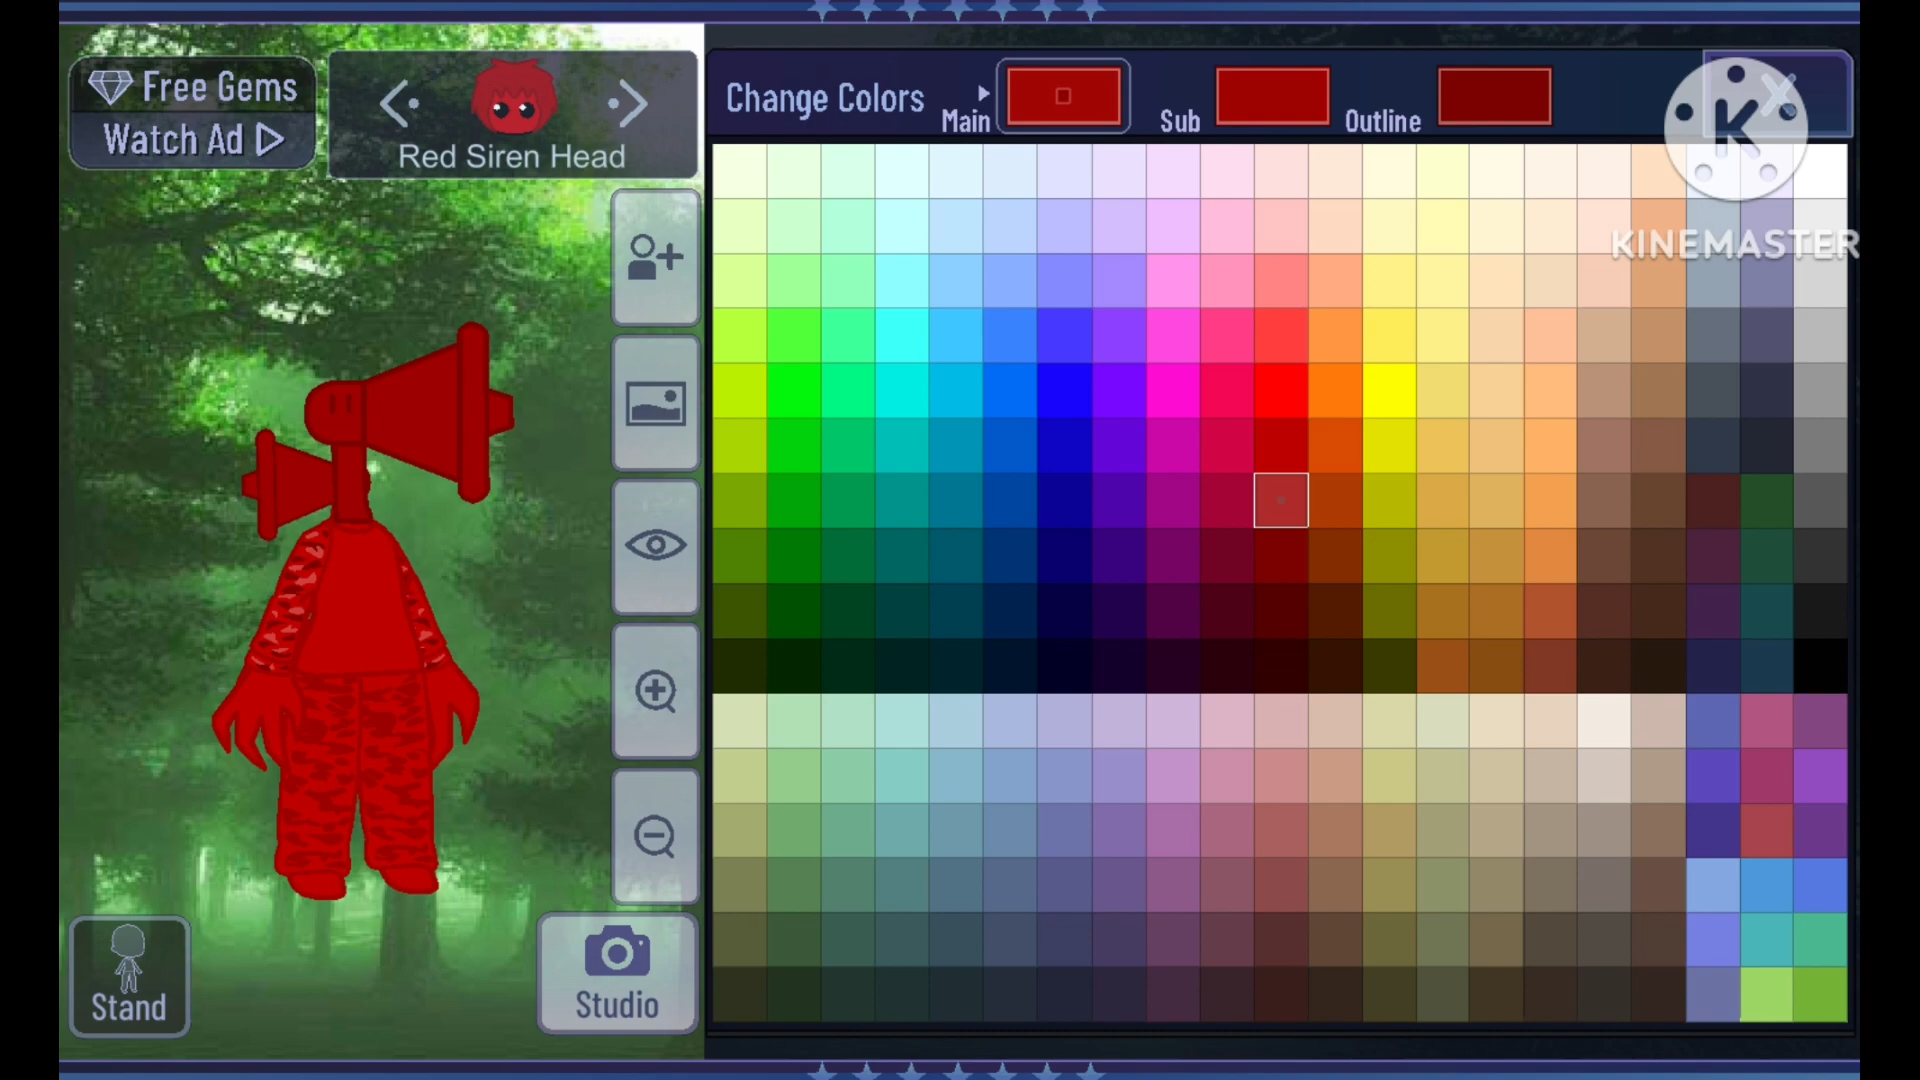 Free Gems
Watch Ad
Red Siren Head
Change Colors
Main
Sub
Outline
K
X
KINEMASTER
Stand
Studio